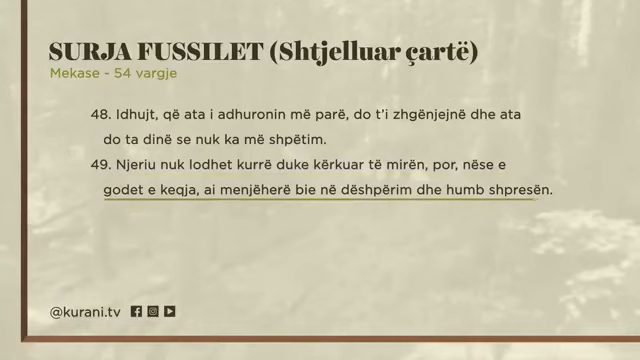 SURJA FUSSILET (Shtjelluar çartë)
Mekase - 54 vargje
48. Idhujt, që ata i adhuronin më parë, do t'i zhgënjejnë dhe ata
do ta dinë se nuk ka më shpëtim.
49. Njeriu nuk lodhet kurrë duke kërkuar të mirën, por, nëse e
godet e keqja, ai menjëherë bie në dëshpërim dhe humb shpresën.
@kurani.tv